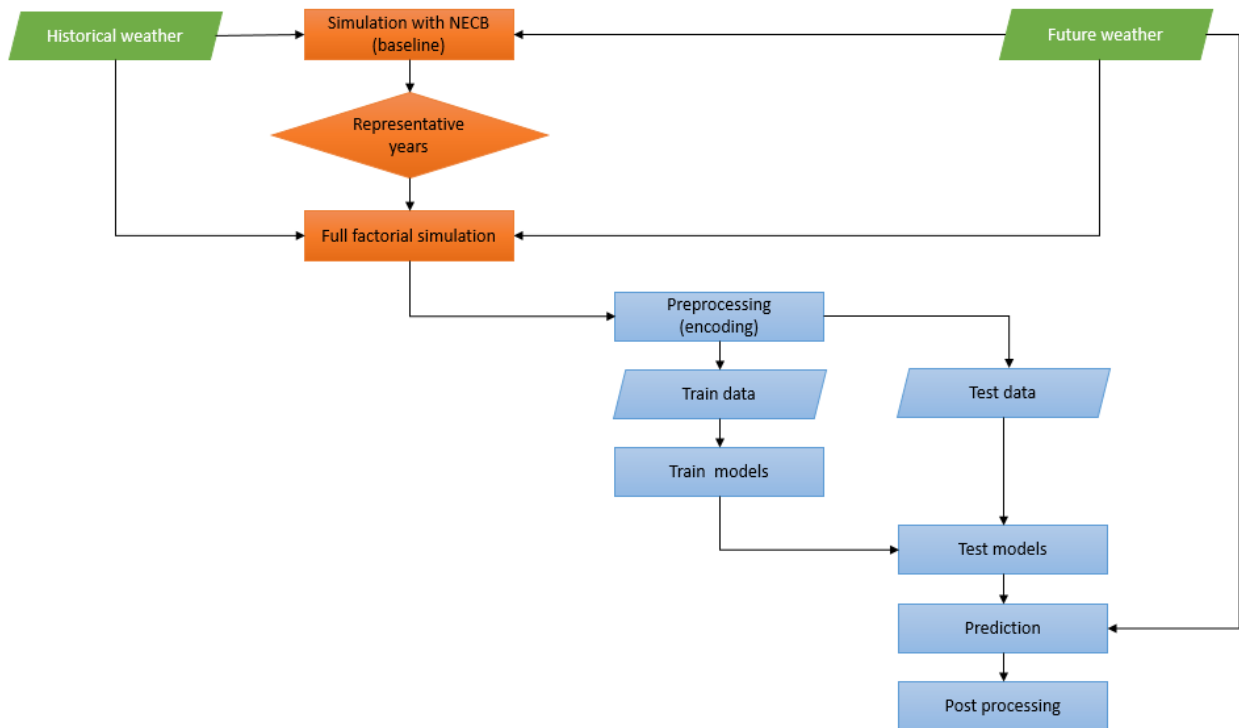 Historical weather
Simulation with NECB
(baseline)
Future weather
Representative
years
Full factorial simulation
Preprocessing
(encoding)
Train data
Test data
Train models
Test models
Prediction
Post processing